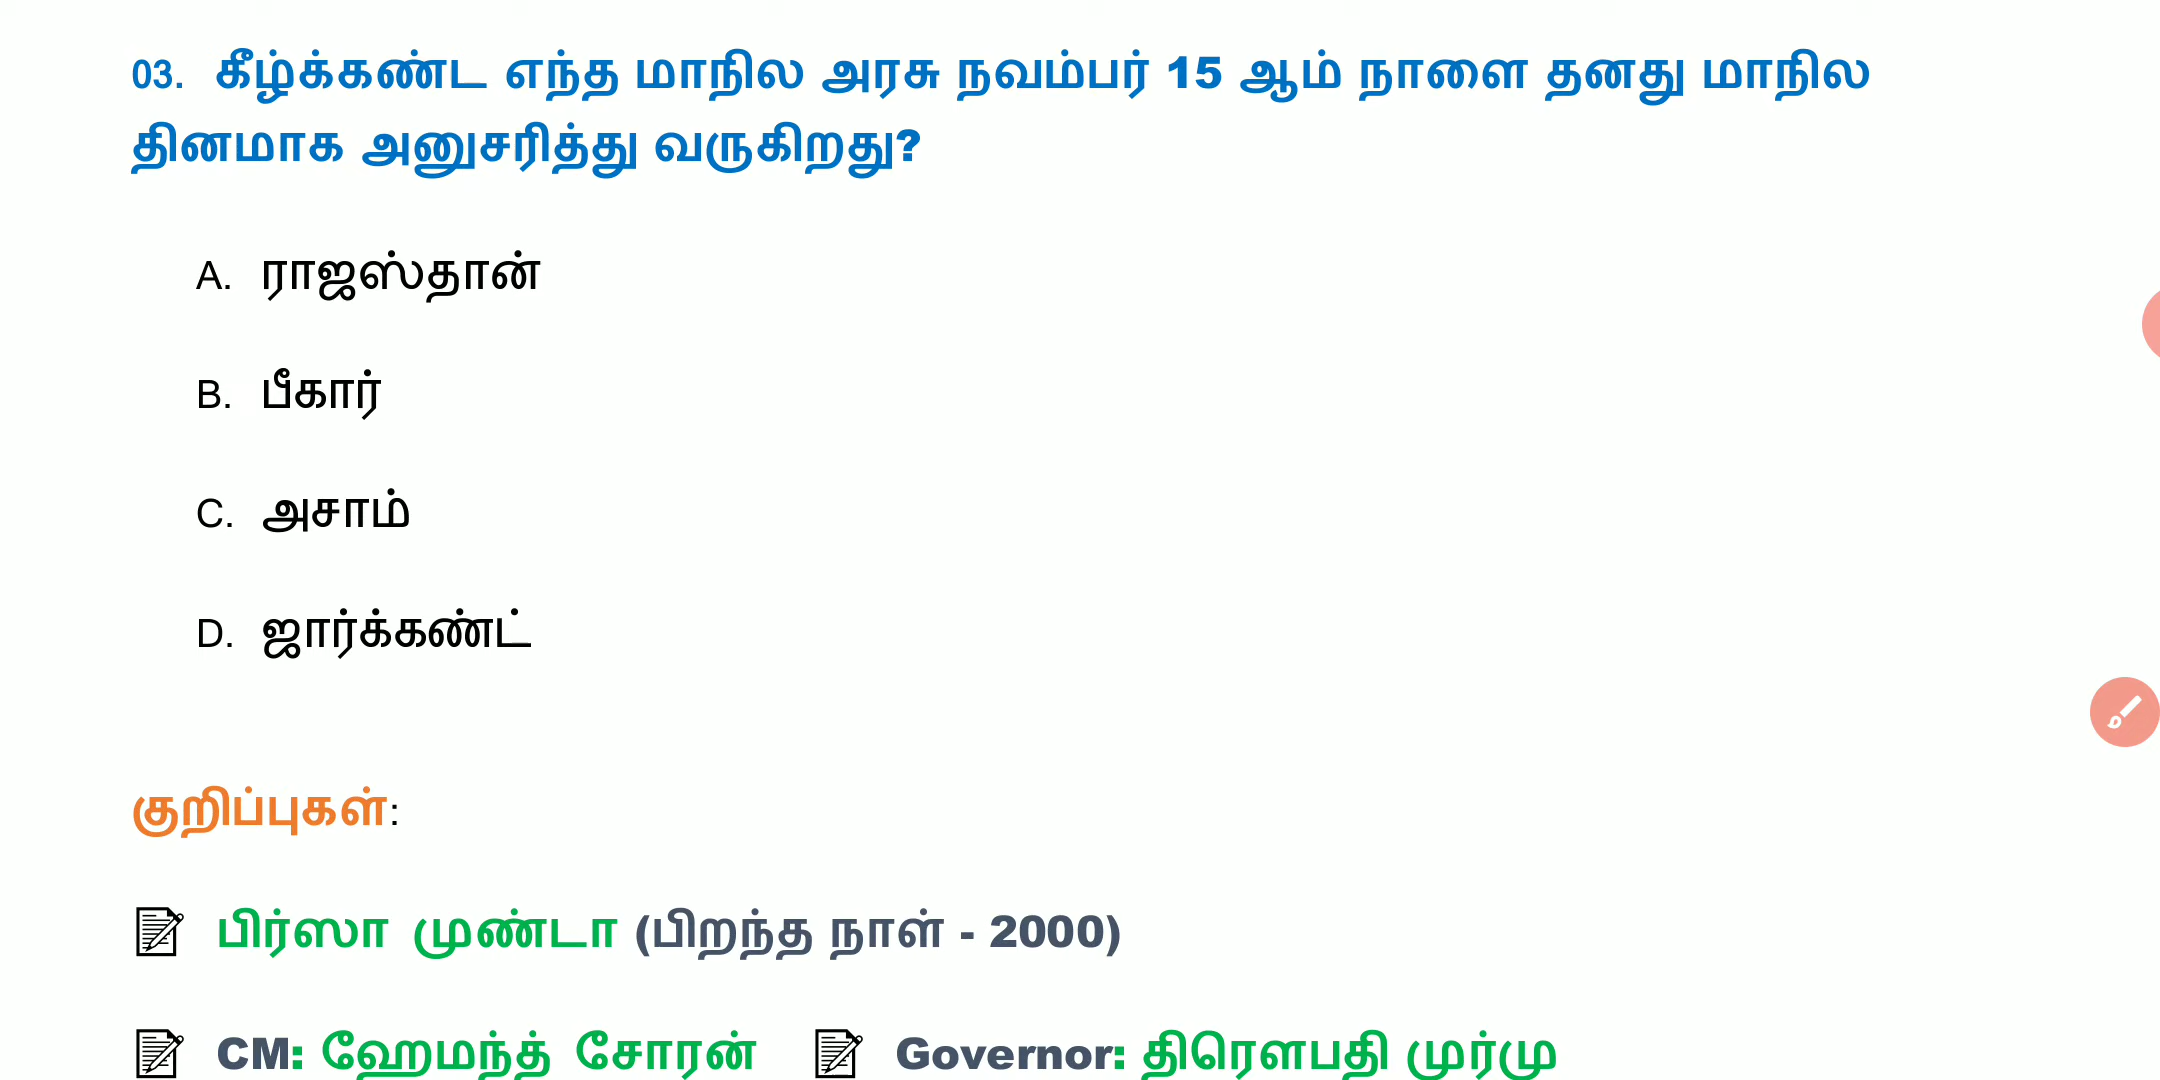 03. கீழ்க்கண்ட எந்த மாநில அரசு நவம்பர் 15 ஆம் நாளை தனது மாநில
தினமாக அனுசரித்து வருகிறது?
A. ராஜஸ்தான்
B. பீகார்
C. அசாம்
D. ஜார்க்கண்ட்
குறிப்புகள்:
பிர்ஸா முண்டா (பிறந்த நாள் - 2000)
CM: ஹேமந்த் சோரன் Governor: திரௌபதி முர்மு